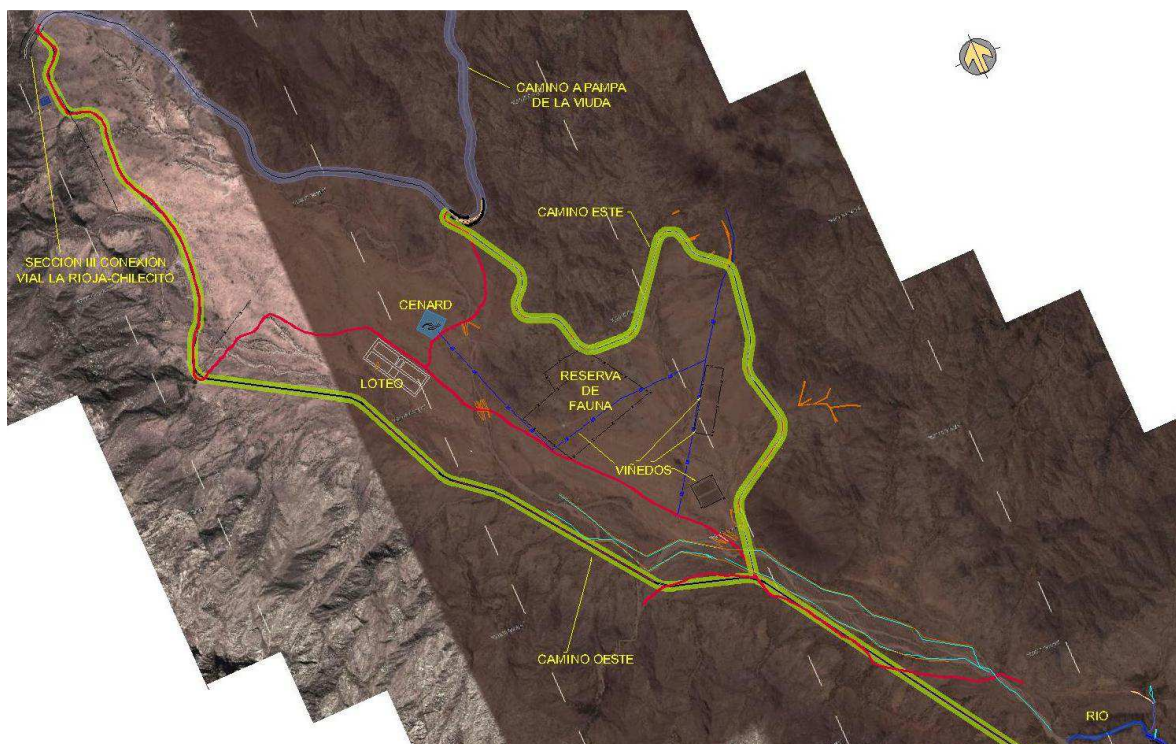 CAMINO A PAMPA
DE LA VIUDA
CAMINO ESTE
SECCION III CONEXIÓN
VIAL LA RIOJA-CHILECITO
CENARD
LOTEO
RESERVA
DE
FAUNA
VIÑEDOS
CAMINO OESTE
RIO